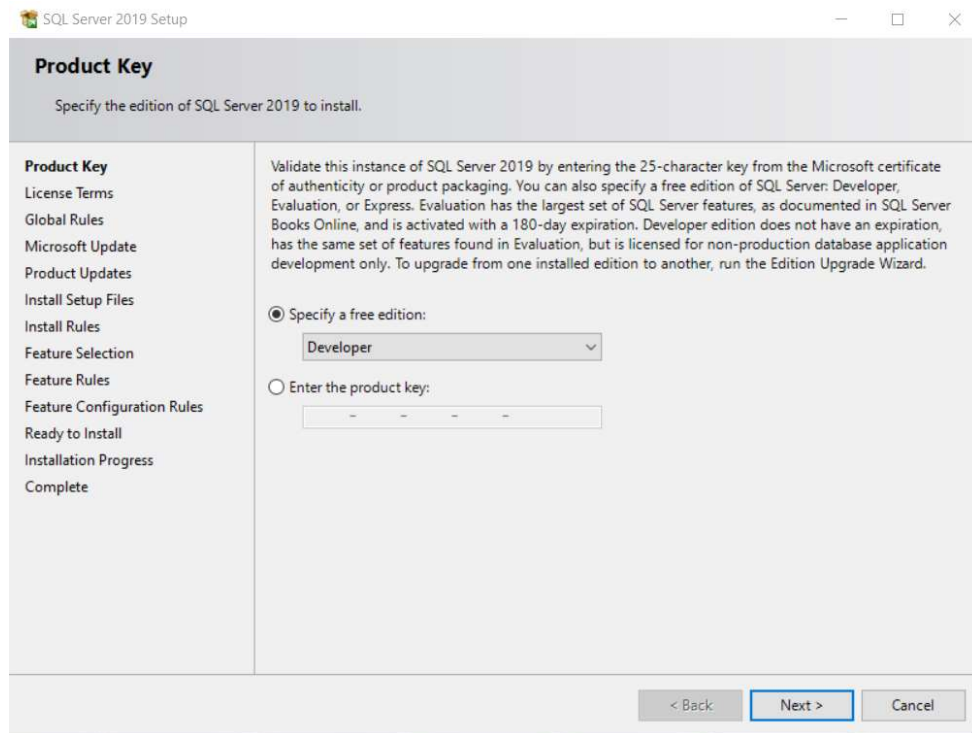 SQL Server 2019 Setup
Product Key
Specify the edition of SQL Server 2019 to install.
Product Key
License Terms
Global Rules
Microsoft Update
Product Updates
Install Setup Files
Install Rules
Feature Selection
Feature Rules
Feature Configuration Rules
Ready to Install
Installation Progress
Complete
Validate this instance of SQL Server 2019 by entering the 25-character key from the Microsoft certificate
of authenticity or product packaging. You can also specify a free edition of SQL Server: Developer,
Evaluation, or Express. Evaluation has the largest set of SQL Server features, as documented in SQL Server
Books Online, and is activated with a 180-day expiration. Developer edition does not have an expiration,
has the same set of features found in Evaluation, but is licensed for non-production database application
development only. To upgrade from one installed edition to another, run the Edition Upgrade Wizard.
Specify a free edition:
Developer
Enter the product key:
- - - -
< Back
Next >
Cancel